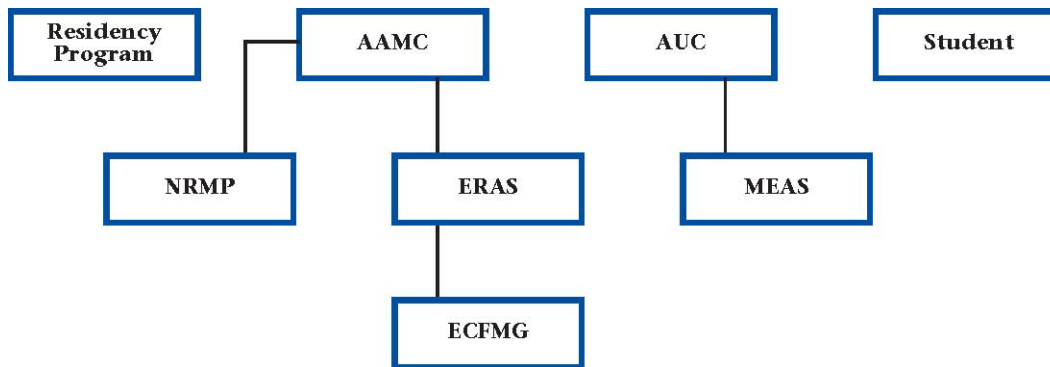 Residency
Program
AAMC
AUC
Student
NRMP
ERAS
MEAS
ECFMG